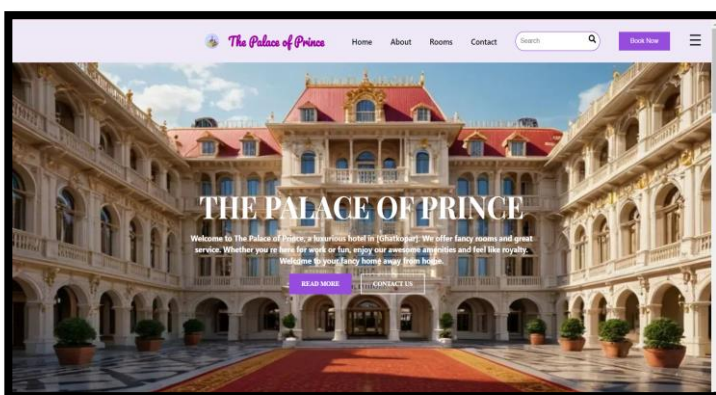 The Palace of Prince
Home About Rooms Contact Search Book Now
THE PALACE OF PRINCE
Welcome to The Palace of Prince, a luxurious hotel in [Ghatkopar]. We offer fancy rooms and great
service. Whether you re here for work or fun, enjoy our awesome amenities and feel like royalty.
Welcome to your fancy home away from home.
READ MORE CONTACT US